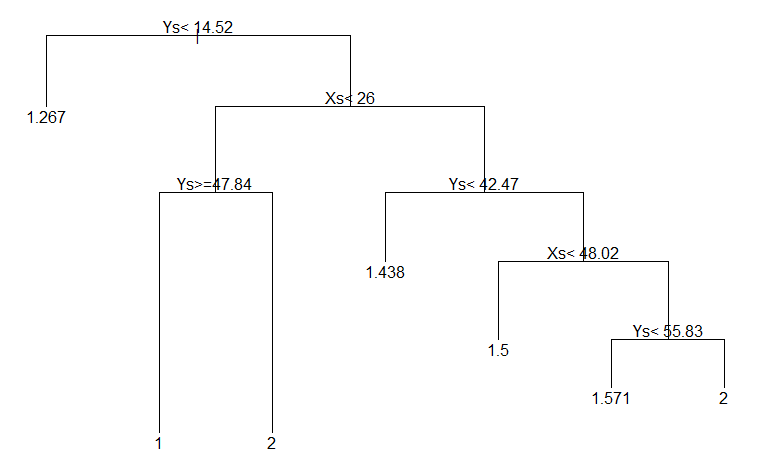 Ys< 14.52
1.267
Xs< 26
Ys>=47.84
Ys< 42.47
Xs< 48.02
1.438
Ys< 55.83
1.5
1.571
2
1
2